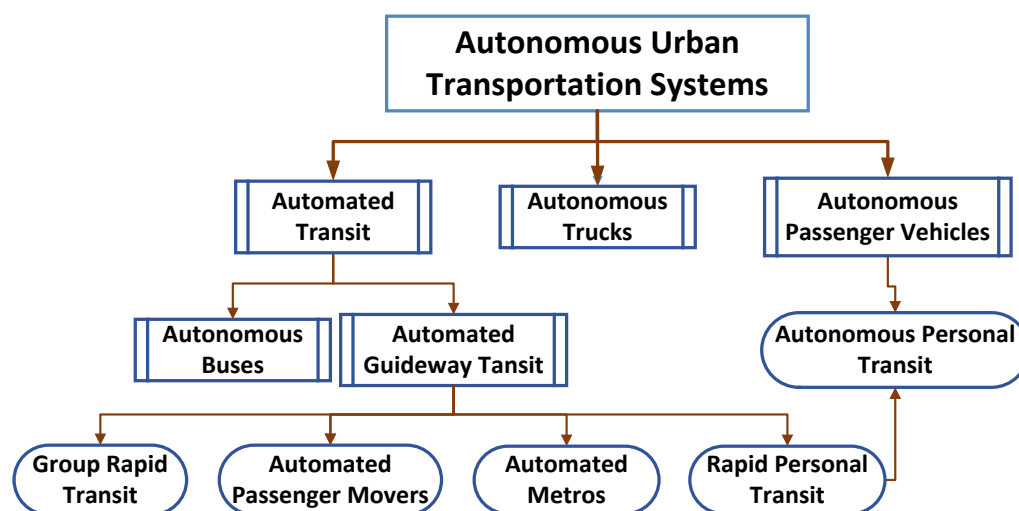 Autonomous Urban
Transportation Systems
Automated
Transit
Autonomous
Trucks
Autonomous
Passenger Vehicles
Autonomous
Buses
Automated
Guideway Tansit
Autonomous Personal
Transit
Group Rapid
Transit
Automated
Passenger Movers
Automated
Metros
Rapid Personal
Transit